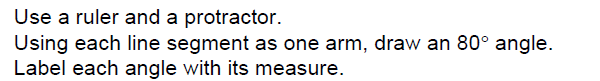 Use a ruler and a protractor.
Using each line segment as one arm, draw an 80° angle.
Label each angle with its measure.